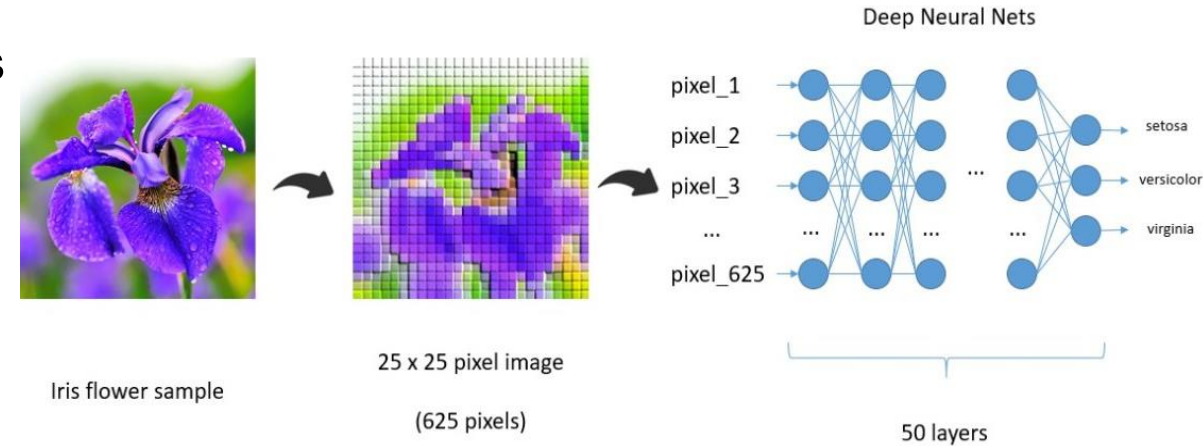 Deep Neural Nets
s
pixel_1
pixel_2
pixel_3
...
pixel_625
...
... ... ... ...
setosa
versicolor
virginia
Iris flower sample
25 x 25 pixel image
(625 pixels)
50 layers